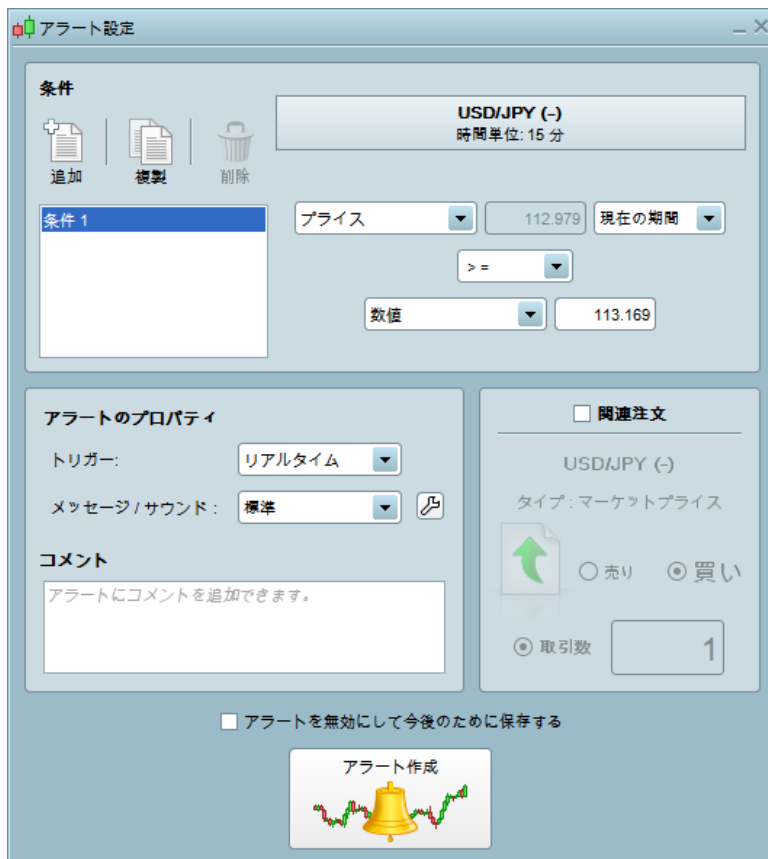 アラート設定
条件
追加
複製
削除
USD/JPY (-)
時間単位: 15 分
条件 1
プライス 112.979 現在の期間
> =
数値 113.169
アラートのプロパティ
トリガー: リアルタイム
メッセージ / サウンド : 標準
コメント
アラートにコメントを追加できます。
関連注文
USD/JPY (-)
タイプ : マーケットプライス
売り 買い
取引数 1
アラートを無効にして今後のために保存する
アラート作成